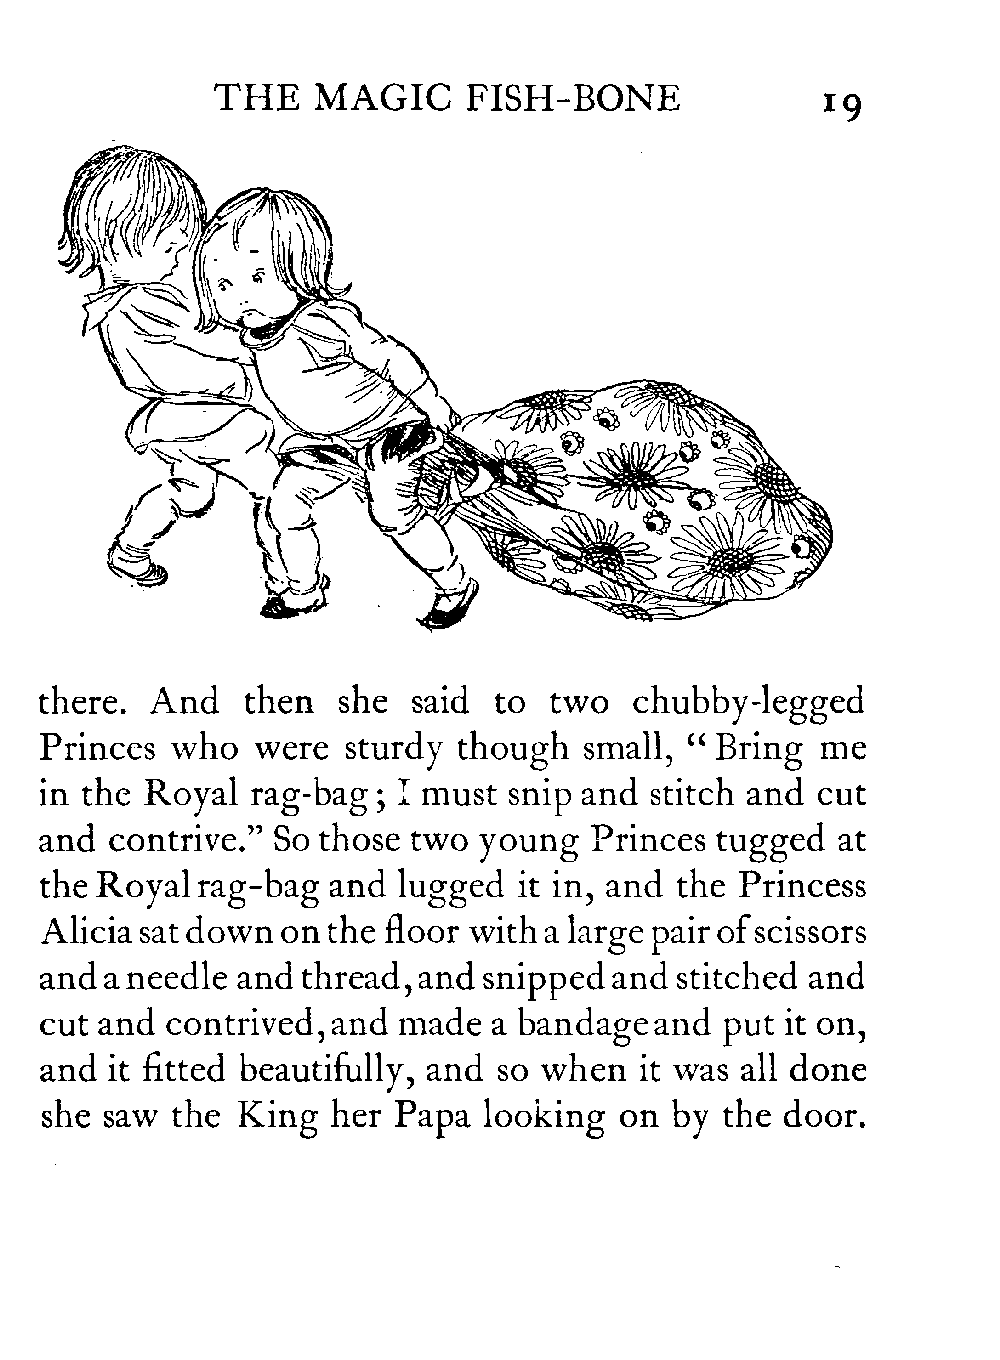 THE MAGIC FISH-BONE 19
there. And then she said to two chubby-legged
Princes who were sturdy though small, “Bring me
in the Royal rag-bag; I must snip and stitch and cut
and contrive.” So those two young Princes tugged at
the Royal rag-bag and lugged it in, and the Princess
Alicia sat down on the floor with a large pair of scissors
and a needle and thread, and snipped and stitched and
cut and contrived, and made a bandage and put it on,
and it fitted beautifully, and so when it was all done
she saw the King her Papa looking on by the door.